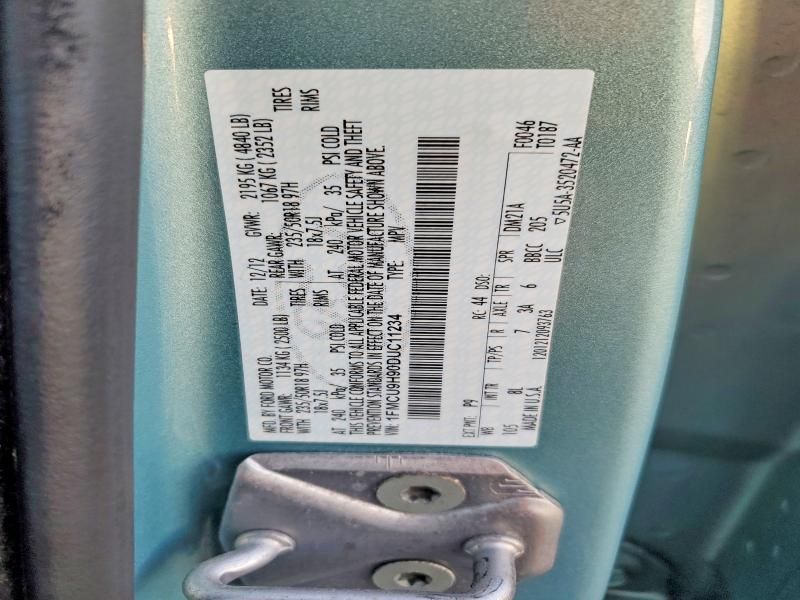 MFD. BY FORD MOTOR CO.
DATE: 12/12 GVWR: 2195 KG ( 4840 LB)
FRONT GAWR: 1134 KG ( 2500 LB) REAR GAWR: 1067 KG ( 2352 LB)
WITH 235/50R18 97H TIRES WITH 235/50R18 97H TIRES
18x7.5J RIMS 18x7.5J RIMS
AT 240 kPa/ 35 PSI COLD AT 240 kPa/ 35 PSI COLD
THIS VEHICLE CONFORMS TO ALL APPLICABLE FEDERAL MOTOR VEHICLE SAFETY AND THEFT
PREVENTION STANDARDS IN EFFECT ON THE DATE OF MANUFACTURE SHOWN ABOVE.
VIN: 1FMCU9H90DUC11234 TYPE: MPV
EXT PNT: P9 RC: 44 DSO: F0046
WB INT TR TP/PS R AXLE TR SPR DM21A T0187
105 8L 7 3A 6 BBCC 205
MADE IN U.S.A. 1201212093763 ULC ▽5U5A-3520472-AA